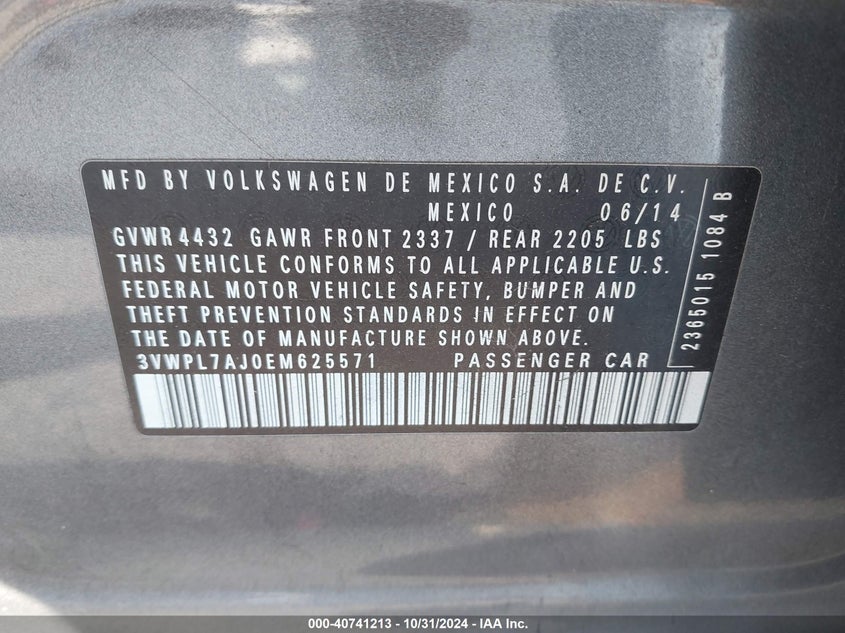 MFD BY VOLKSWAGEN DE MEXICO S.A. DE C.V.
MEXICO 06/14
GVWR 4432 GAWR FRONT 2337 / REAR 2205 LBS
THIS VEHICLE CONFORMS TO ALL APPLICABLE U.S.
FEDERAL MOTOR VEHICLE SAFETY, BUMPER AND
THEFT PREVENTION STANDARDS IN EFFECT ON
THE DATE OF MANUFACTURE SHOWN ABOVE.
3VWPL7AJ0EM625571 PASSENGER CAR
2365015 1084 B
000-40741213 - 10/31/2024 - IAA Inc.